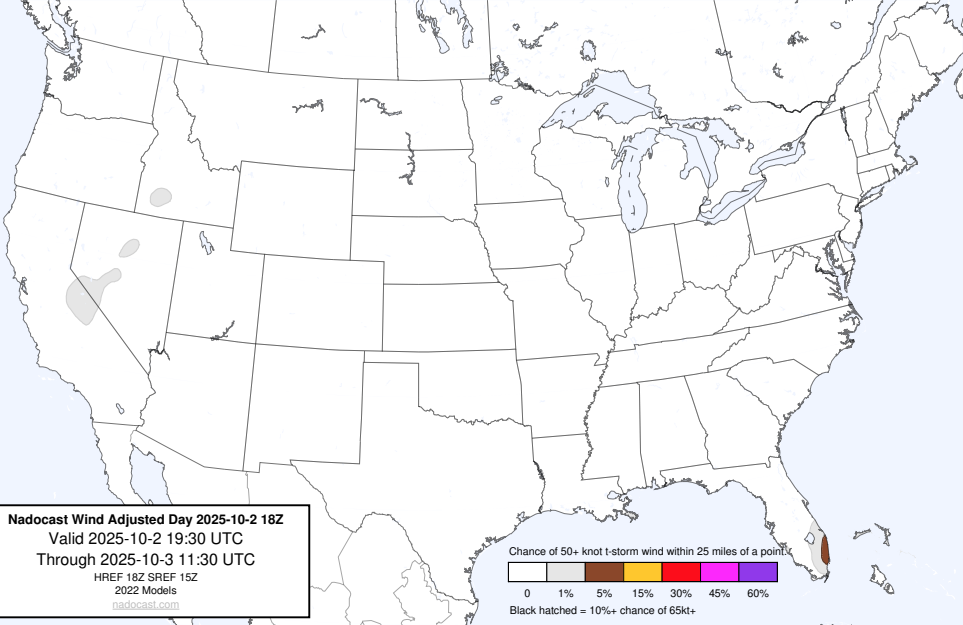 Nadocast Wind Adjusted Day 2025-10-2 18Z
Valid 2025-10-2 19:30 UTC
Through 2025-10-3 11:30 UTC
HREF 18Z SREF 15Z
2022 Models
nadocast.com
Chance of 50+ knot t-storm wind within 25 miles of a point.
0 1% 5% 15% 30% 45% 60%
Black hatched = 10%+ chance of 65kt+